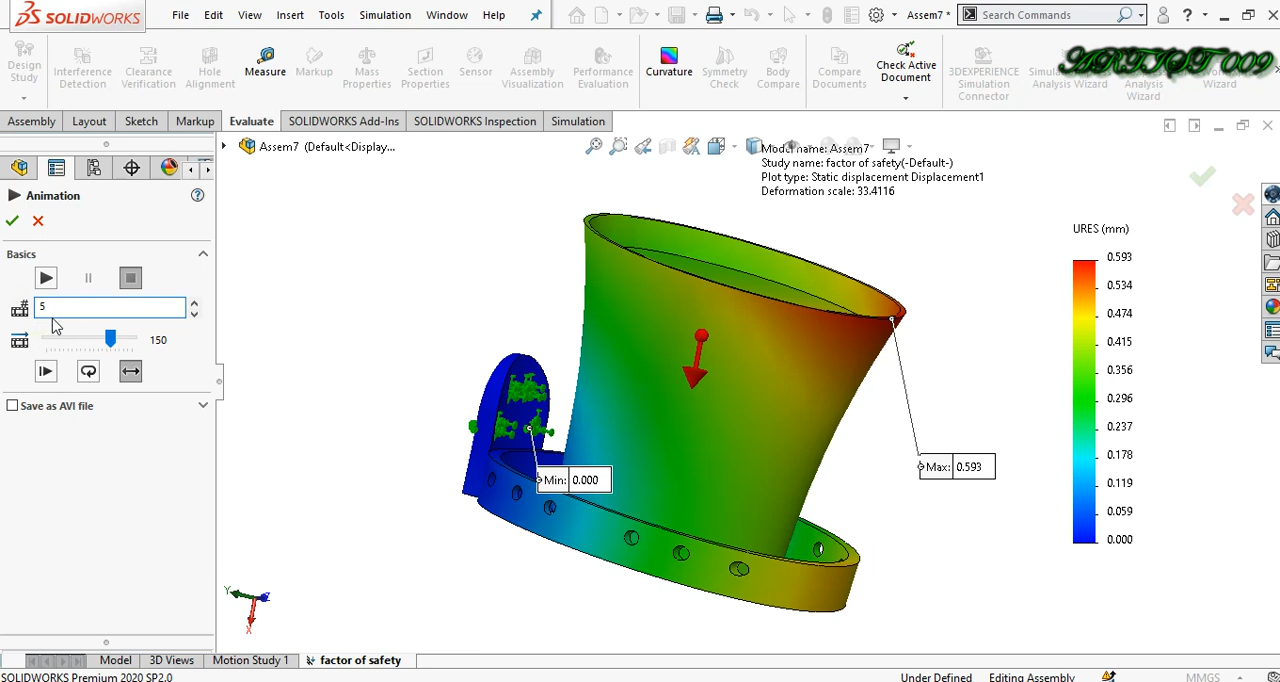 SOLIDWORKS File Edit View Insert Tools Simulation Window Help Assem7 * Search Commands ?
Design Study
Interference Detection
Clearance Verification
Hole Alignment
Measure
Markup
Mass Properties
Section Properties
Sensor
Assembly Visualization
Performance Evaluation
Curvature
Symmetry Check
Body Compare
Compare Documents
Check Active Document
3DEXPERIENCE Simulation Connector
Analysis Wizard
Analysis Wizard
Wizard
ARTIST 009
Assembly Layout Sketch Markup Evaluate SOLIDWORKS Add-Ins SOLIDWORKS Inspection Simulation
Assem7 (Default<Display...
Model name: Assem7
Study name: factor of safety(-Default-)
Plot type: Static displacement Displacement1
Deformation scale: 33.4116
Animation
Basics
5
150
Save as AVI file
URES (mm)
0.593
0.534
0.474
0.415
0.356
0.296
0.237
0.178
0.119
0.059
0.000
Max: 0.593
Min: 0.000
Y Z
X
Model 3D Views Motion Study 1 factor of safety
SOLIDWORKS Premium 2020 SP2.0 Under Defined Editing Assembly MMGS